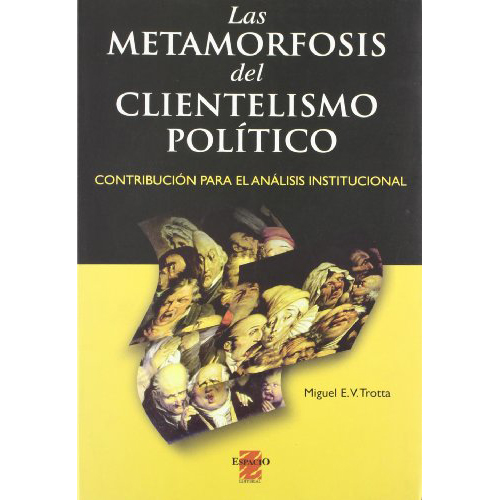 Las
METAMORFOSIS
del
CLIENTELISMO
POLÍTICO
CONTRIBUCIÓN PARA EL ANÁLISIS INSTITUCIONAL
Miguel E. V. Trotta
ESPACIO
EDITORIAL